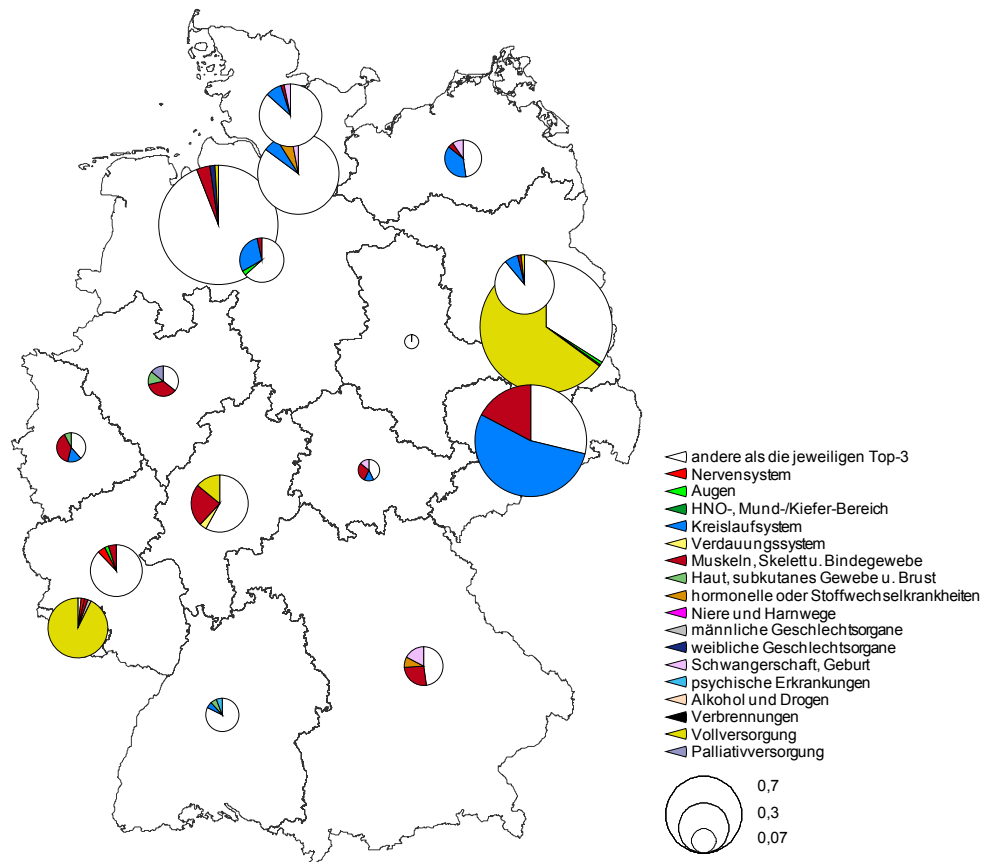 andere als die jeweiligen Top-3
Nervensystem
Augen
HNO-, Mund-/Kiefer-Bereich
Kreislaufsystem
Verdauungssystem
Muskeln, Skelett u. Bindegewebe
Haut, subkutanes Gewebe u. Brust
hormonelle oder Stoffwechselkrankheiten
Niere und Harnwege
männliche Geschlechtsorgane
weibliche Geschlechtsorgane
Schwangerschaft, Geburt
psychische Erkrankungen
Alkohol und Drogen
Verbrennungen
Vollversorgung
Palliativversorgung
0,7
0,3
0,07